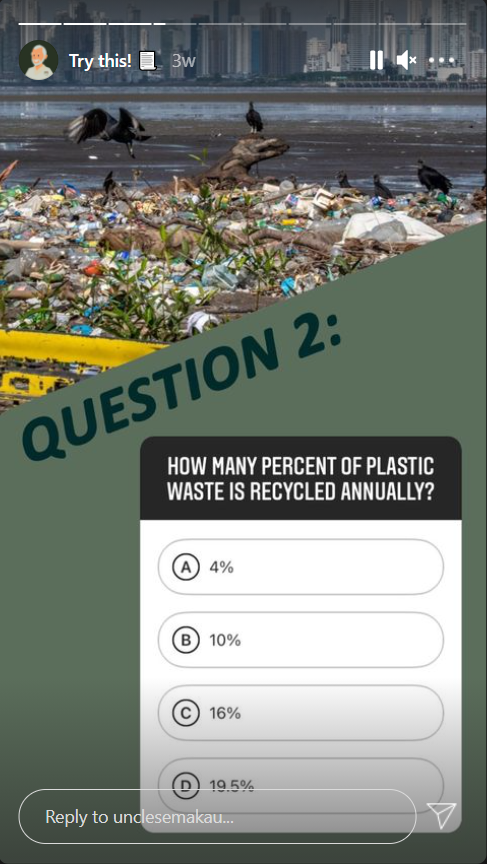 Try this! 3w
QUESTION 2:
HOW MANY PERCENT OF PLASTIC
WASTE IS RECYCLED ANNUALLY?
A 4%
B 10%
C 16%
D 19.5%
Reply to unclesemakau...